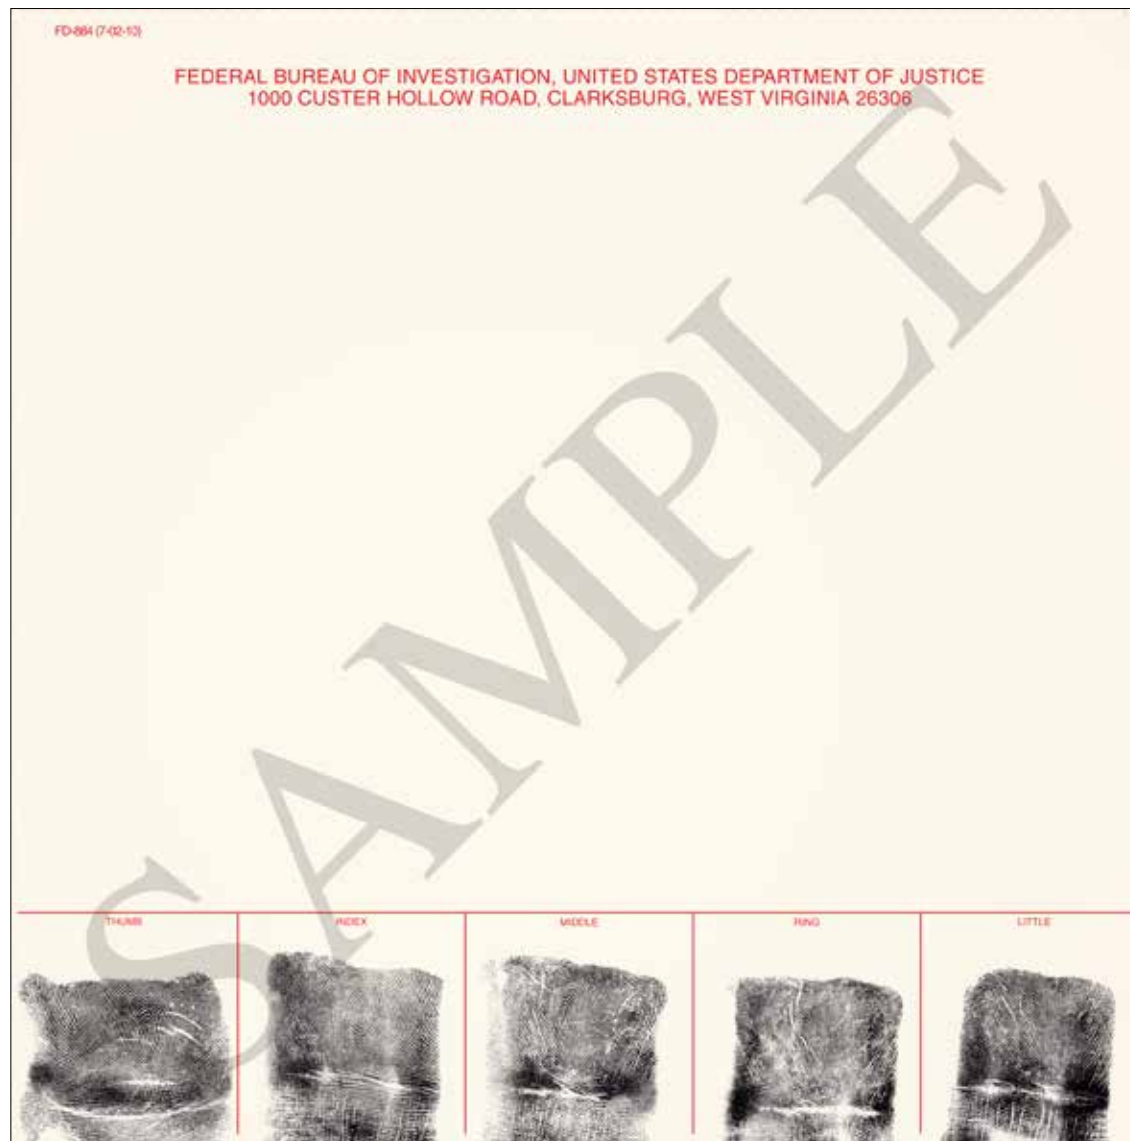 FD-884 (7-02-10)
FEDERAL BUREAU OF INVESTIGATION, UNITED STATES DEPARTMENT OF JUSTICE
1000 CUSTER HOLLOW ROAD, CLARKSBURG, WEST VIRGINIA 26306
SAMPLE
THUMB INDEX MIDDLE RING LITTLE